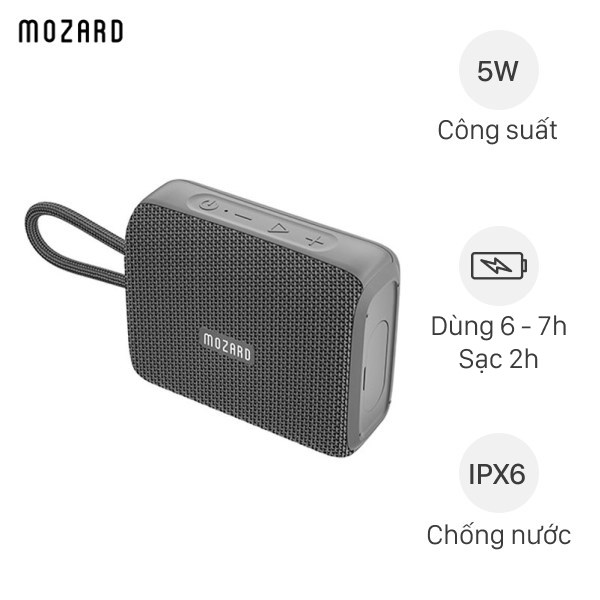 MOZARD
5W
Công suất
MOZARD
Dùng 6 - 7h
Sạc 2h
IPX6
Chống nước